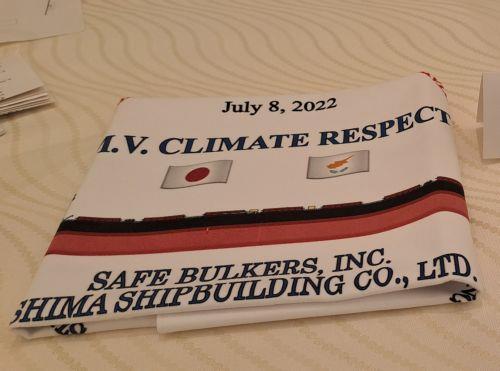 July 8, 2022
M.V. CLIMATE RESPECT
SAFE BULKERS, INC.
SHIMA SHIPBUILDING CO., LTD.